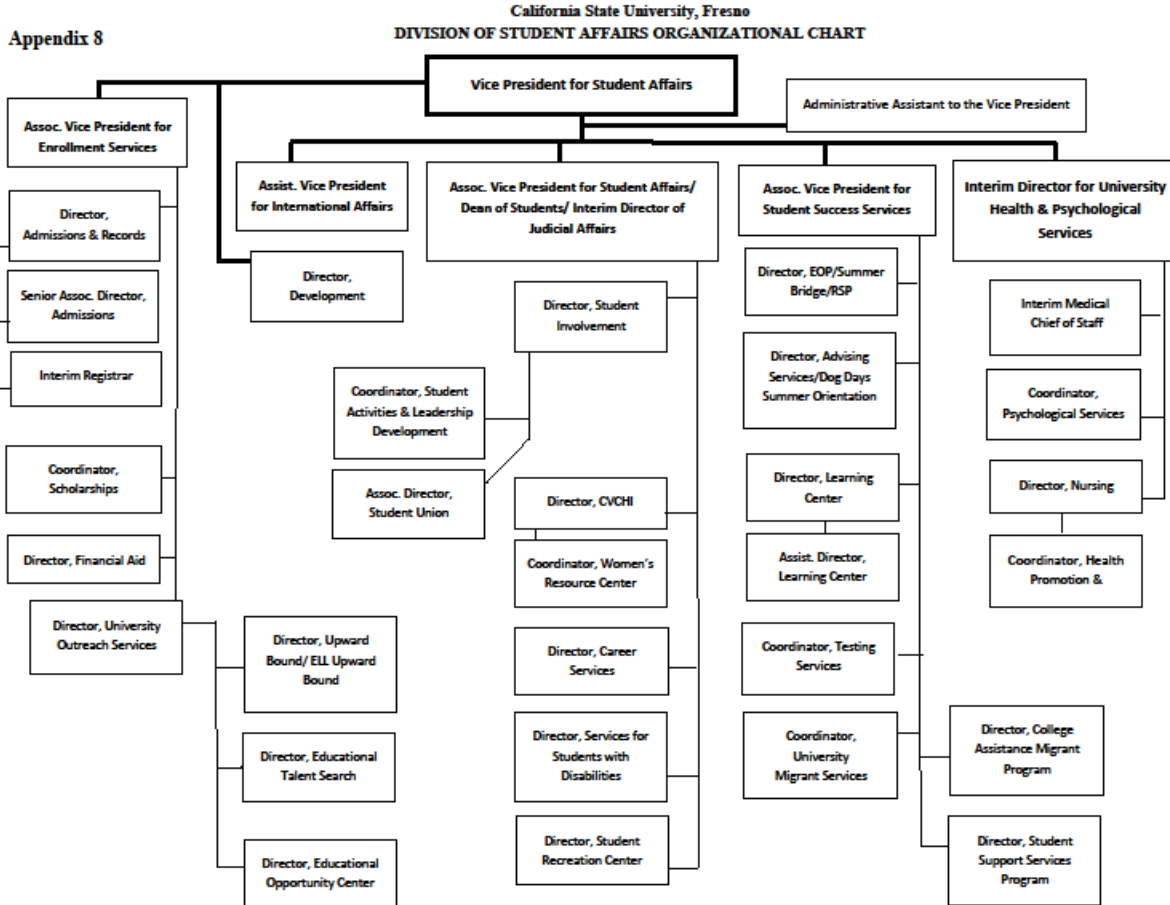 California State University, Fresno
Appendix 8
DIVISION OF STUDENT AFFAIRS ORGANIZATIONAL CHART
Vice President for Student Affairs
Administrative Assistant to the Vice President
Assoc. Vice President for
Enrollment Services
Director,
Admissions & Records
Senior Assoc. Director,
Admissions
Interim Registrar
Coordinator,
Scholarships
Director, Financial Aid
Director, University
Outreach Services
Director, Upward
Bound/ ELL Upward
Bound
Director, Educational
Talent Search
Director, Educational
Opportunity Center
Assist. Vice President
for International Affairs
Director,
Development
Assoc. Vice President for Student Affairs/
Dean of Students/ Interim Director of
Judicial Affairs
Director, Student
Involvement
Coordinator, Student
Activities & Leadership
Development
Assoc. Director,
Student Union
Director, CVCHI
Coordinator, Women's
Resource Center
Director, Career
Services
Director, Services for
Students with
Disabilities
Director, Student
Recreation Center
Assoc. Vice President for
Student Success Services
Director, EOP/Summer
Bridge/RSP
Director, Advising
Services/Dog Days
Summer Orientation
Director, Learning
Center
Assist. Director,
Learning Center
Coordinator, Testing
Services
Coordinator,
University
Migrant Services
Director, College
Assistance Migrant
Program
Director, Student
Support Services
Program
Interim Director for University
Health & Psychological
Services
Interim Medical
Chief of Staff
Coordinator,
Psychological Services
Director, Nursing
Coordinator, Health
Promotion &